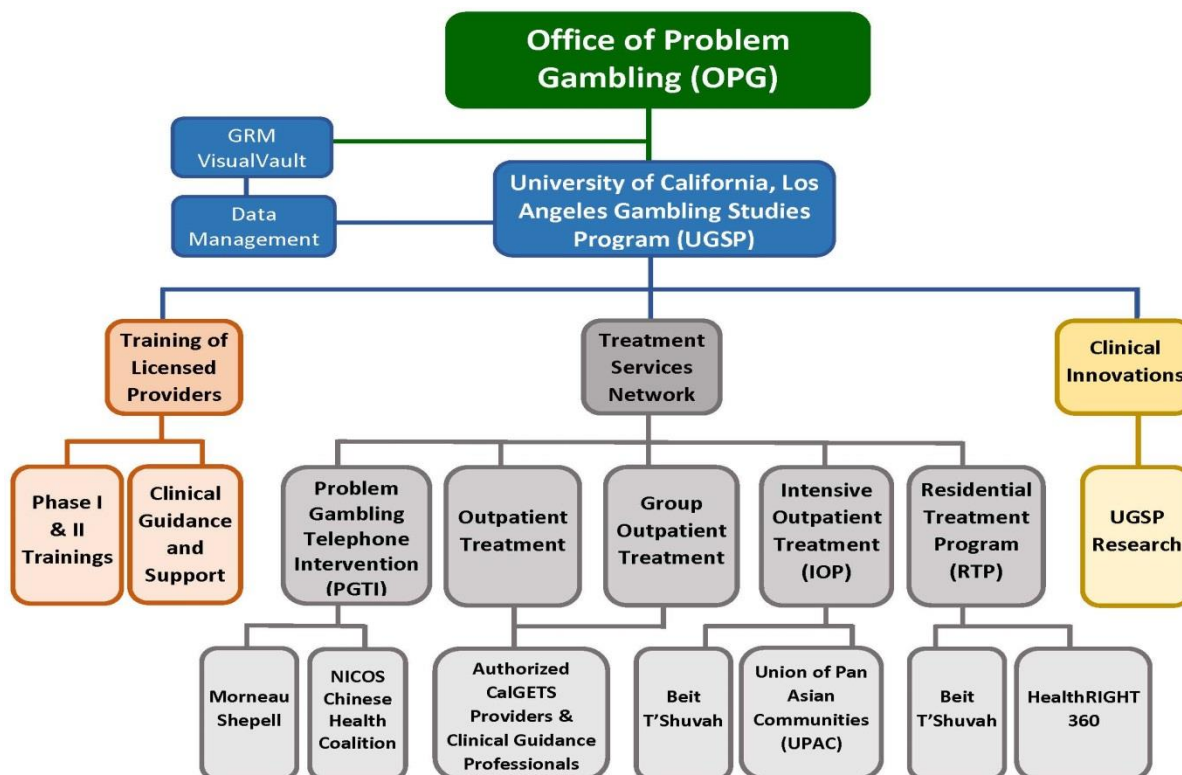 Office of Problem
Gambling (OPG)
GRM
VisualVault
University of California, Los
Angeles Gambling Studies
Program (UGSP)
Data
Management
Training of
Licensed
Providers
Treatment
Services
Network
Clinical
Innovations
Phase I
& II
Trainings
Clinical
Guidance
and
Support
Problem
Gambling
Telephone
Intervention
(PGTI)
Outpatient
Treatment
Group
Outpatient
Treatment
Intensive
Outpatient
Treatment
(IOP)
Residential
Treatment
Program
(RTP)
UGSP
Research
Morneau
Shepell
NICOS
Chinese
Health
Coalition
Authorized
CalGETS
Providers &
Clinical Guidance
Professionals
Beit
T’Shuvah
Union of Pan
Asian
Communities
(UPAC)
Beit
T’Shuvah
HealthRIGHT
360